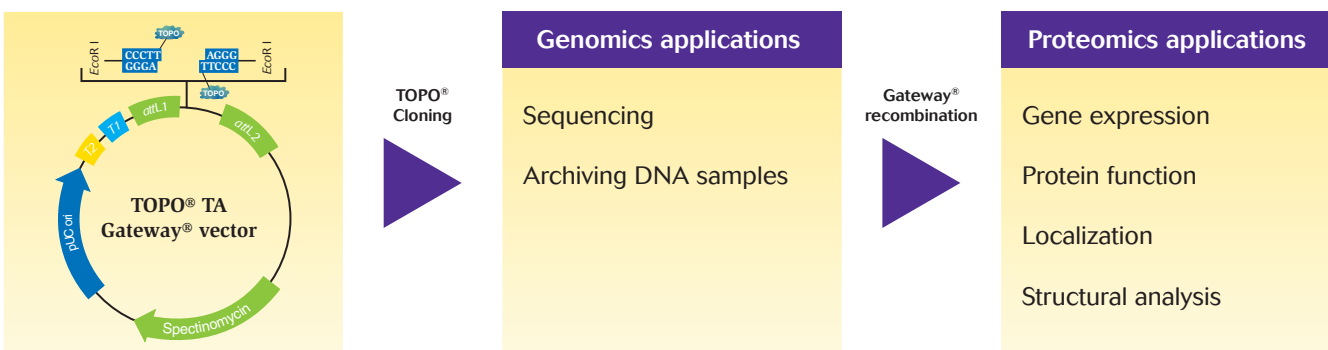 TOPO
EcoR I
CCCTT
GGGA
AGGG
TTCCC
EcoR I
TOPO
attL1
attL2
T1
T2
pUC ori
TOPO® TA
Gateway® vector
Spectinomycin
TOPO®
Cloning
Genomics applications
Sequencing
Archiving DNA samples
Gateway®
recombination
Proteomics applications
Gene expression
Protein function
Localization
Structural analysis